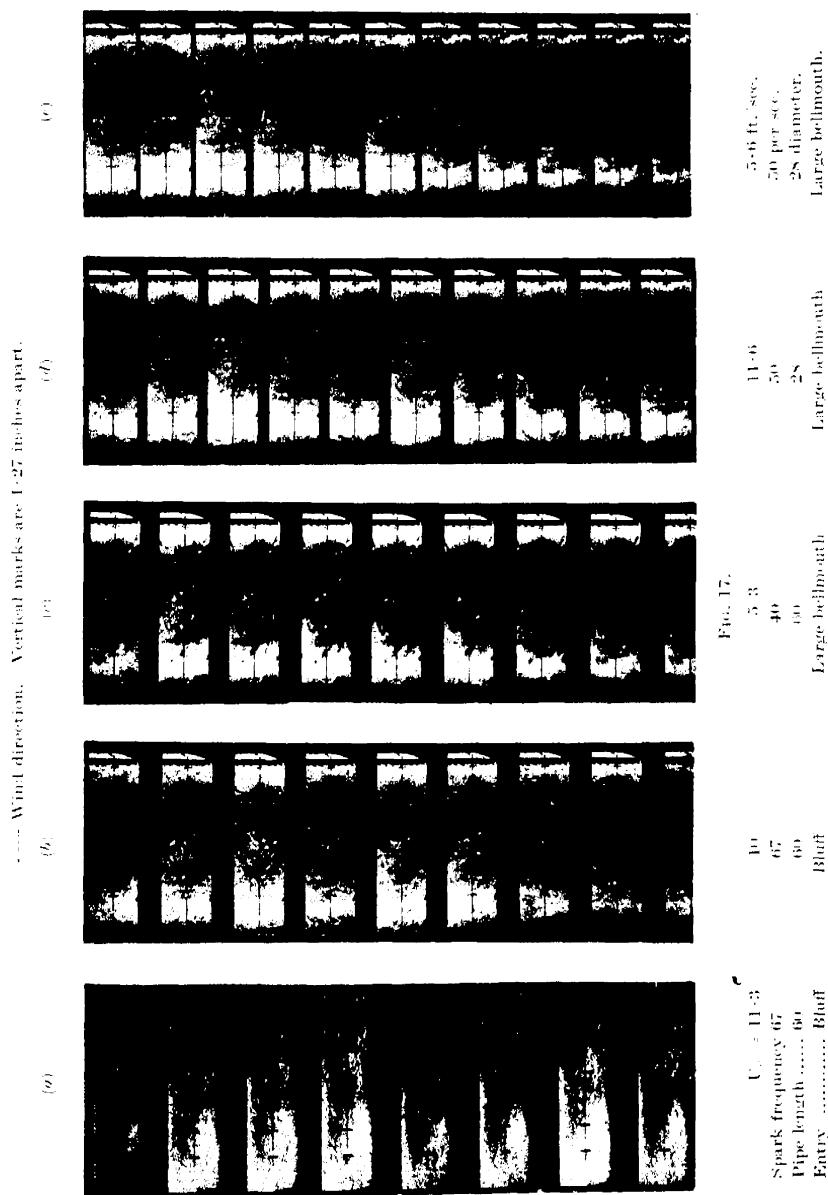 Wind direction. Vertical marks are 1·27 inches apart.
(a) (b) (c) (d) (e)
FIG. 17.
U = 11·3 10 5·3 11·6 5·6 ft./sec.
Spark frequency 67 67 40 50 50 per sec.
Pipe length ...... 60 60 60 28 28 diameter.
Entry ............ Bluff Bluff Large bellmouth Large bellmouth Large bellmouth.